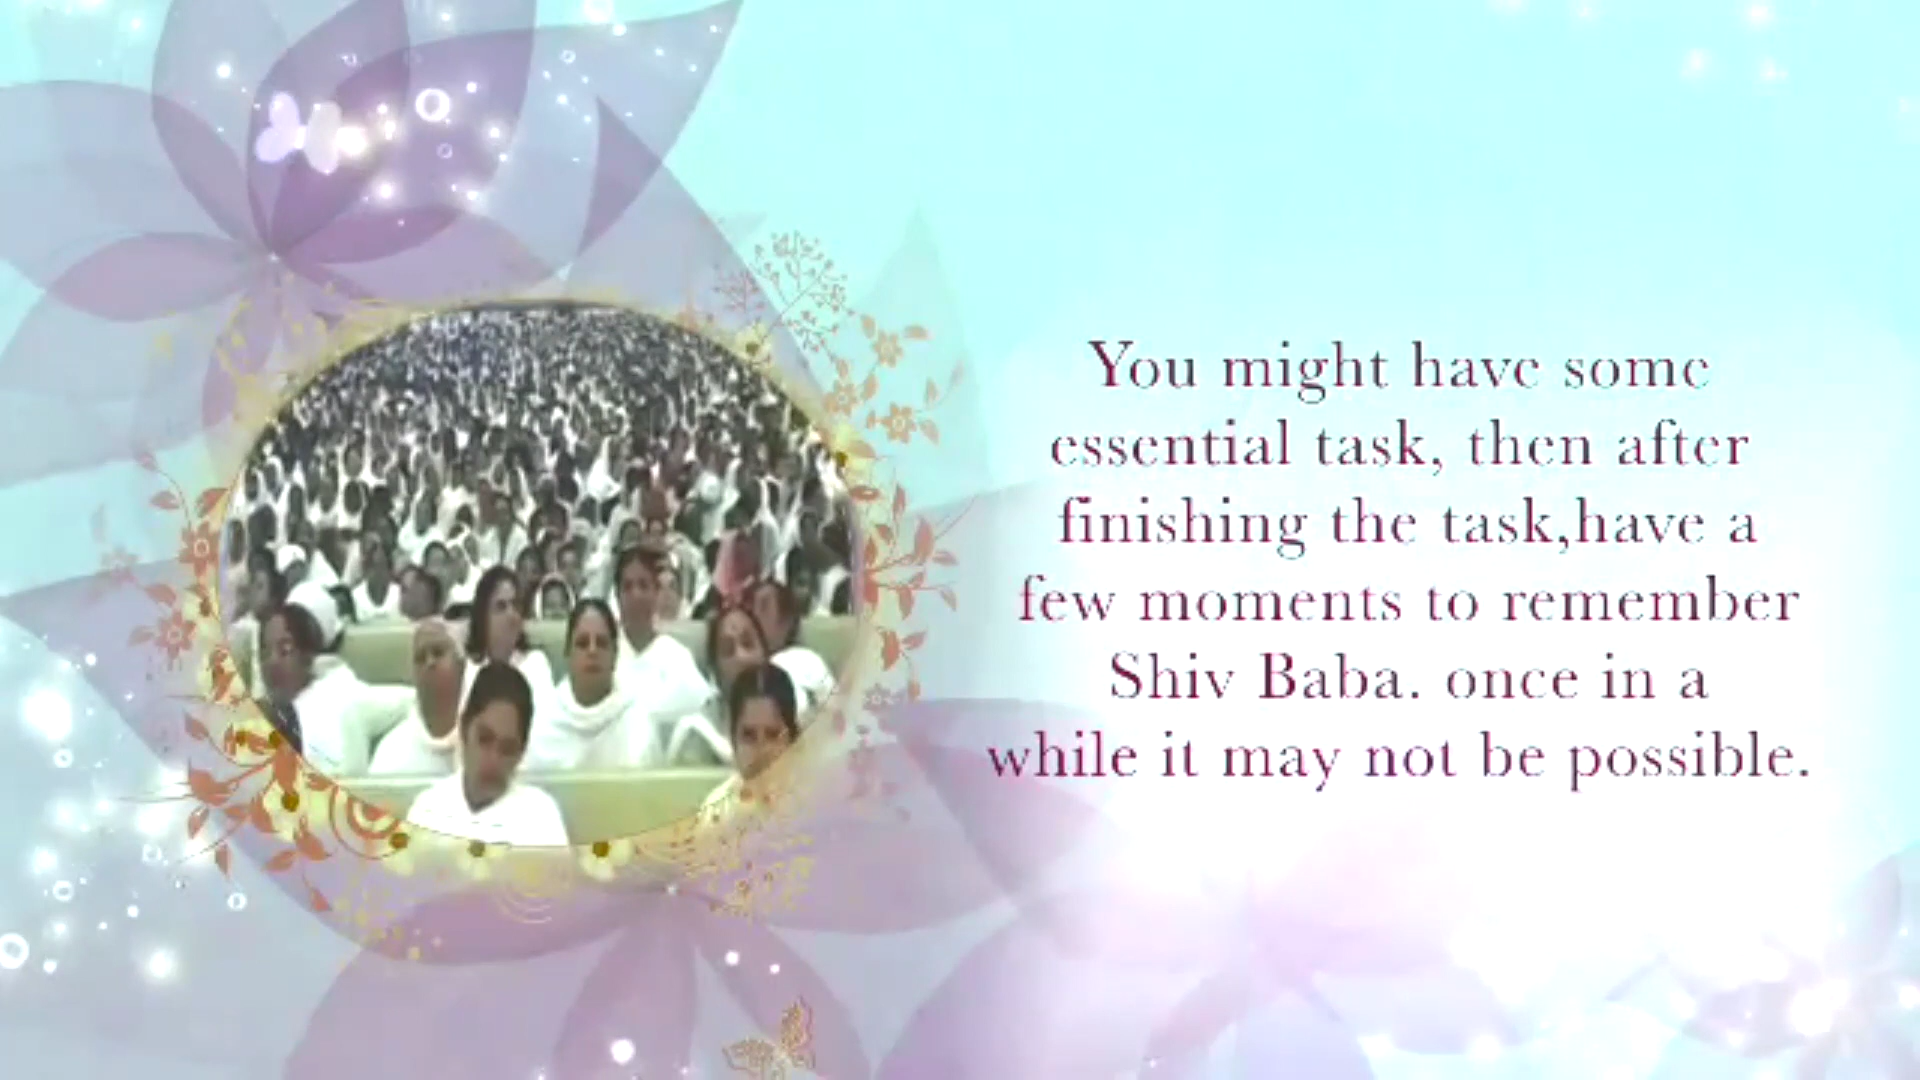 You might have some
essential task, then after
finishing the task,have a
few moments to remember
Shiv Baba. once in a
while it may not be possible.